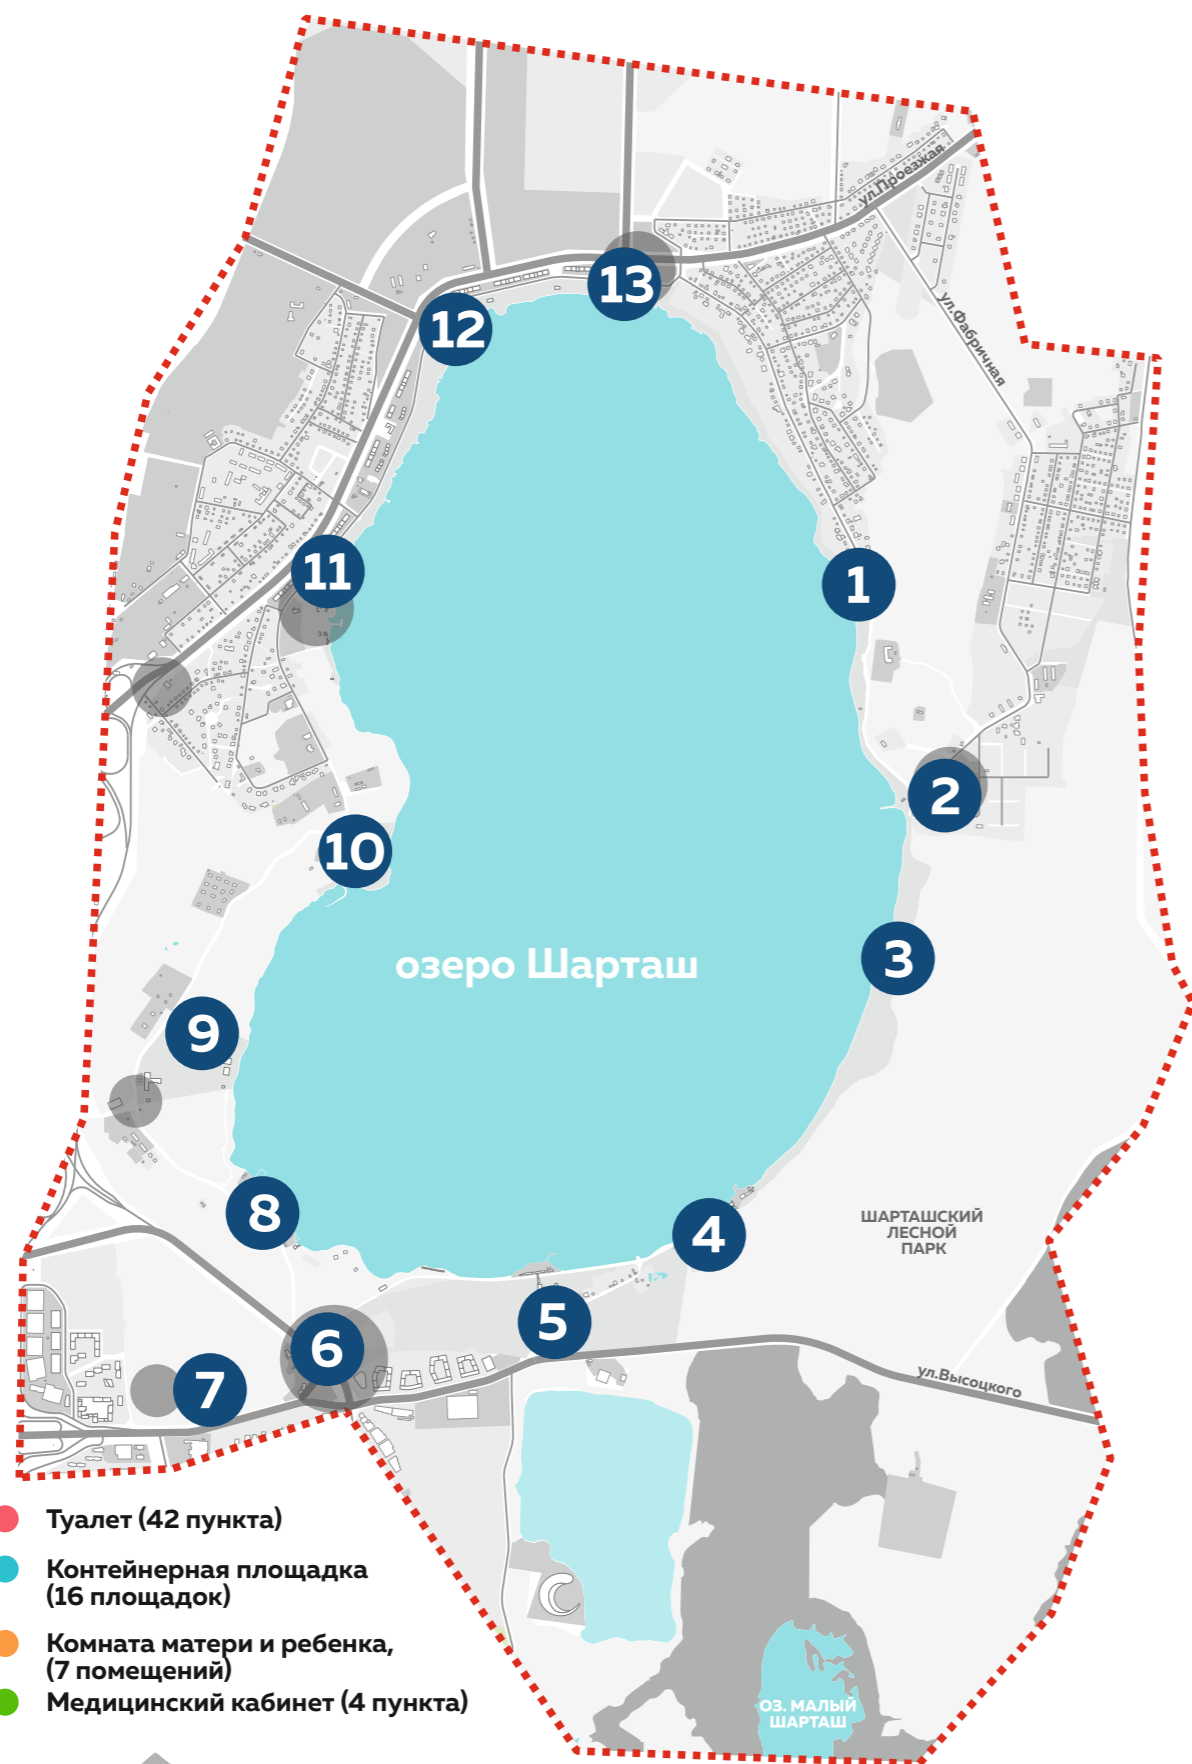 ул.Проезжая
13
12
ул.Фабричная
11
1
2
10
озеро Шарташ
3
9
8
4
ШАРТАШСКИЙ
ЛЕСНОЙ
ПАРК
5
6
7
ул.Высоцкого
Туалет (42 пункта)
Контейнерная площадка
(16 площадок)
Комната матери и ребенка,
(7 помещений)
Медицинский кабинет (4 пункта)
ОЗ. МАЛЫЙ
ШАРТАШ